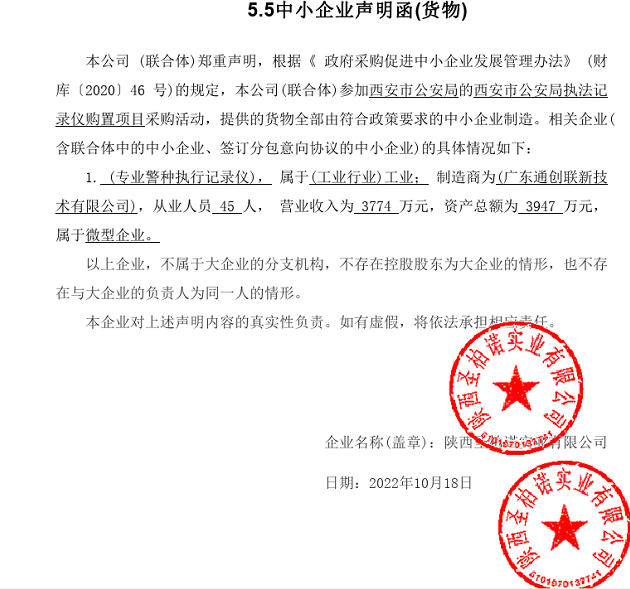 5.5中小企业声明函(货物)
本公司 (联合体)郑重声明，根据《 政府采购促进中小企业发展管理办法》 (财
库〔2020〕46 号)的规定，本公司(联合体)参加西安市公安局的西安市公安局执法记
录仪购置项目采购活动，提供的货物全部由符合政策要求的中小企业制造。相关企业(
含联合体中的中小企业、签订分包意向协议的中小企业)的具体情况如下：
1. (专业警种执行记录仪)， 属于(工业行业)工业； 制造商为(广东通创联新技
术有限公司)，从业人员 45 人， 营业收入为 3774 万元，资产总额为 3947 万元，
属于微型企业。
以上企业，不属于大企业的分支机构，不存在控股股东为大企业的情形，也不存
在与大企业的负责人为同一人的情形。
本企业对上述声明内容的真实性负责。如有虚假，将依法承担相应责任。
陕西圣柏诺实业有限公司
6101070137741
企业名称(盖章)：陕西圣柏诺实业有限公司
日期：2022年10月18日
陕西圣柏诺实业有限公司
6101070137741